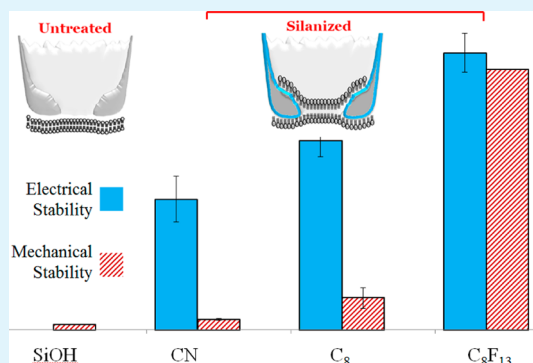 Untreated
Silanized
Electrical
Stability
Mechanical
Stability
SiOH CN C₈ C₈F₁₃